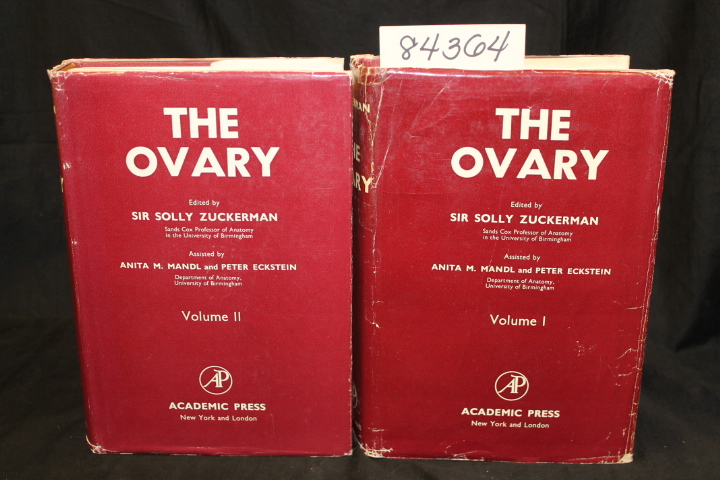 84364
THE
OVARY
Edited by
SIR SOLLY ZUCKERMAN
Sands Cox Professor of Anatomy
in the University of Birmingham
Assisted by
ANITA M. MANDL and PETER ECKSTEIN
Department of Anatomy,
University of Birmingham
Volume II
AP
ACADEMIC PRESS
New York and London
THE
OVARY
Edited by
SIR SOLLY ZUCKERMAN
Sands Cox Professor of Anatomy
in the University of Birmingham
Assisted by
ANITA M. MANDL and PETER ECKSTEIN
Department of Anatomy,
University of Birmingham
Volume I
AP
ACADEMIC PRESS
New York and London